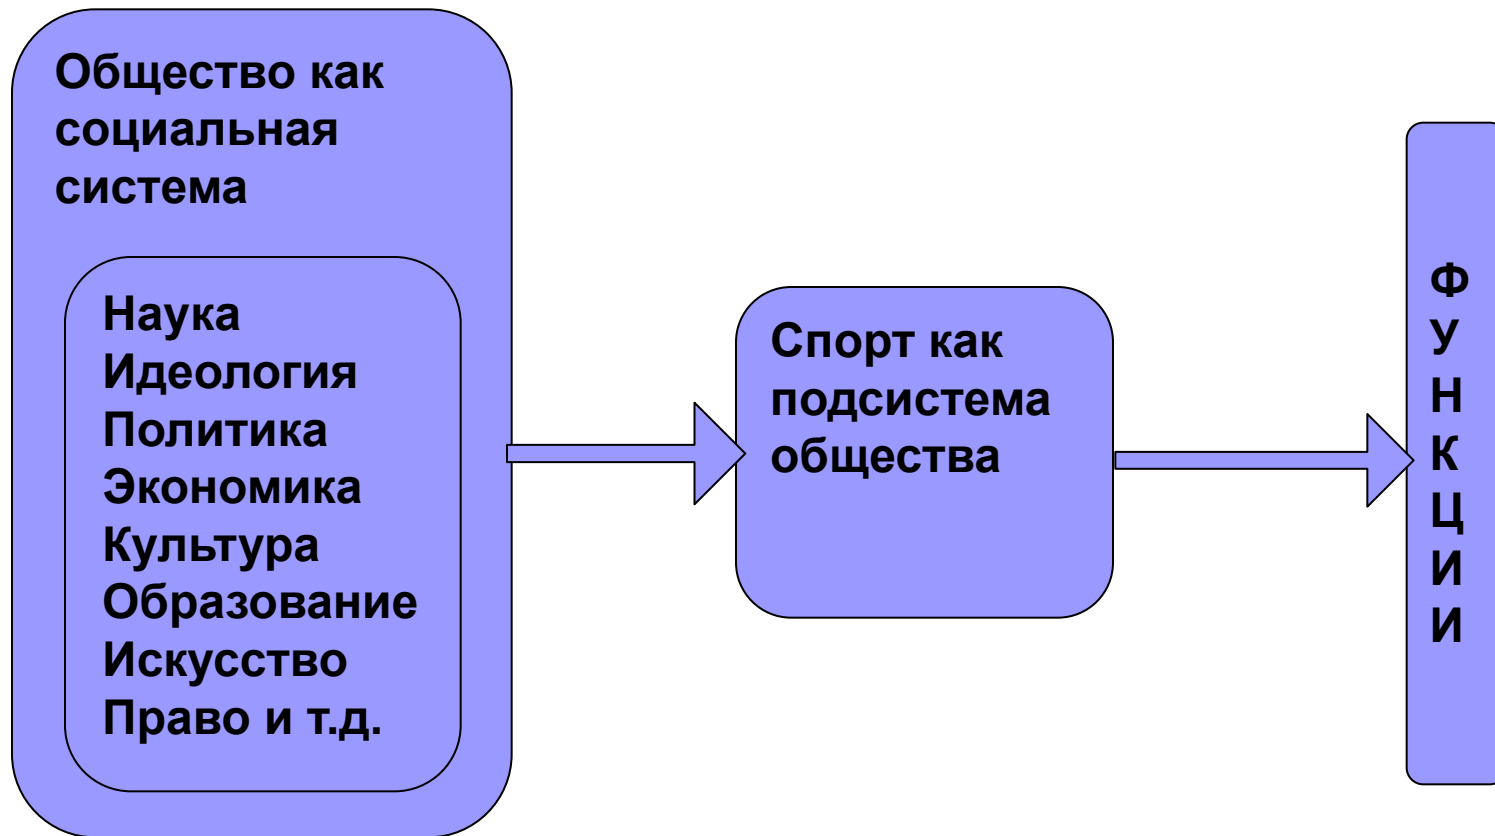 Общество как
социальная
система
Наука
Идеология
Политика
Экономика
Культура
Образование
Искусство
Право и т.д.
Спорт как
подсистема
общества
Ф
У
Н
К
Ц
И
И